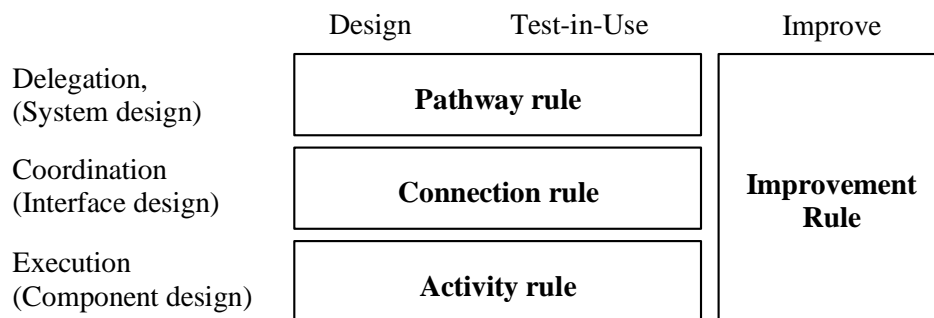 Design Test-in-Use Improve
Delegation,
(System design)
Pathway rule
Coordination
(Interface design)
Connection rule
Improvement
Rule
Execution
(Component design)
Activity rule